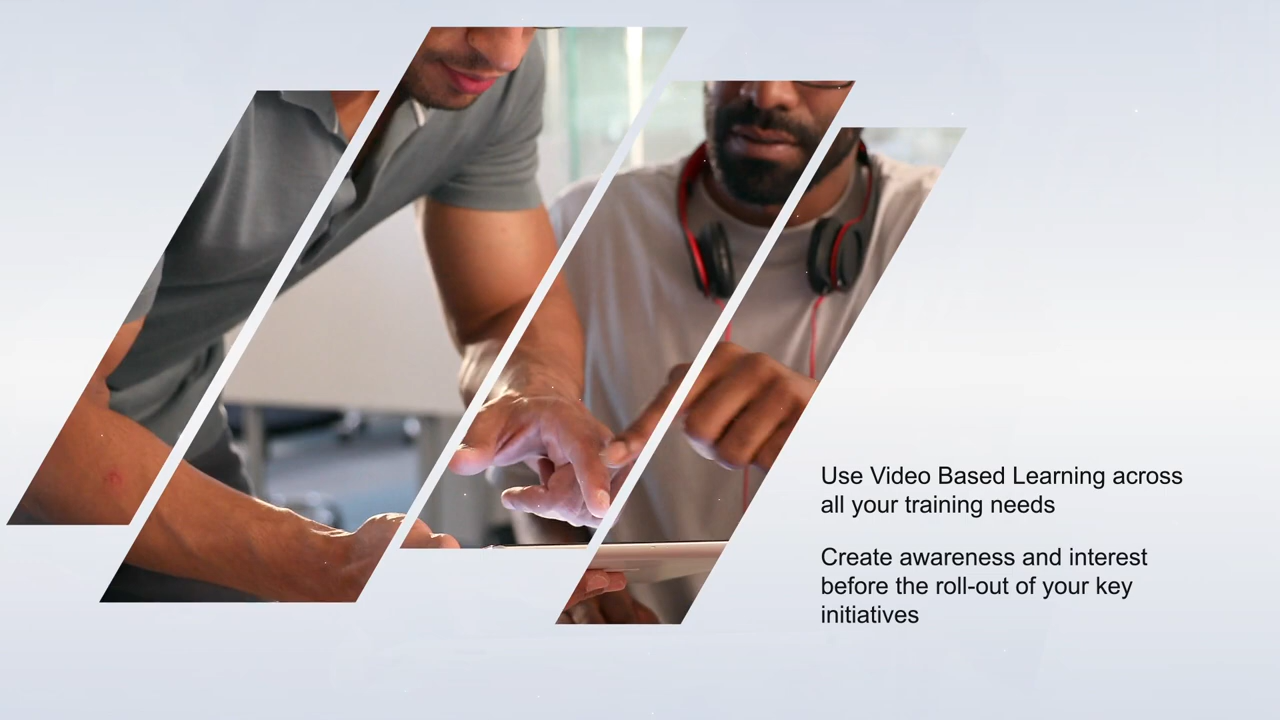 Use Video Based Learning across
all your training needs
Create awareness and interest
before the roll-out of your key
initiatives